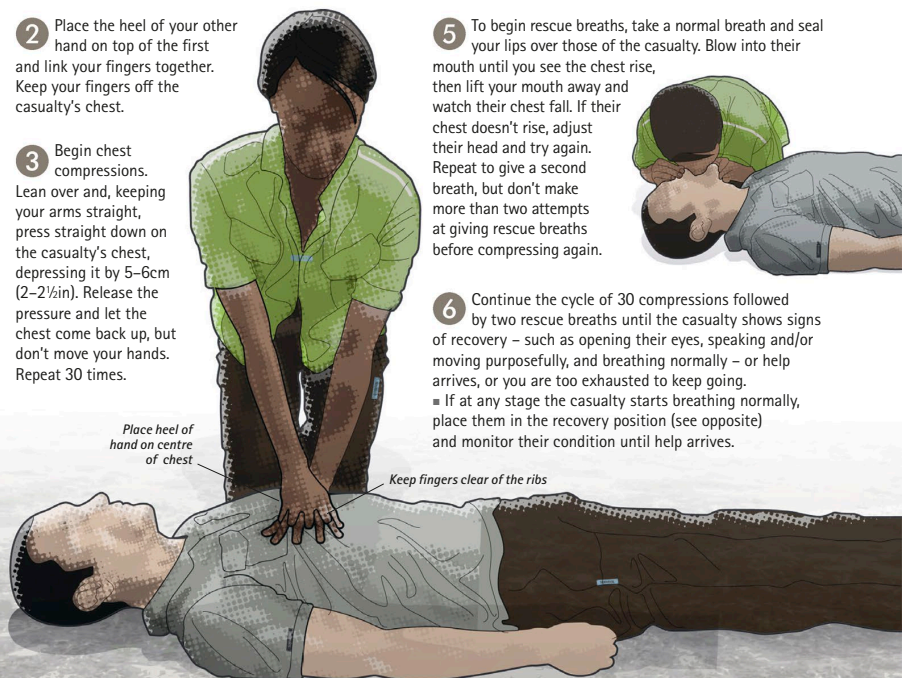 2 Place the heel of your other
hand on top of the first
and link your fingers together.
Keep your fingers off the
casualty's chest.
3 Begin chest
compressions.
Lean over and, keeping
your arms straight,
press straight down on
the casualty's chest,
depressing it by 5–6cm
(2–2½in). Release the
pressure and let the
chest come back up, but
don't move your hands.
Repeat 30 times.
Place heel of
hand on centre
of chest
Keep fingers clear of the ribs
5 To begin rescue breaths, take a normal breath and seal
your lips over those of the casualty. Blow into their
mouth until you see the chest rise,
then lift your mouth away and
watch their chest fall. If their
chest doesn't rise, adjust
their head and try again.
Repeat to give a second
breath, but don't make
more than two attempts
at giving rescue breaths
before compressing again.
6 Continue the cycle of 30 compressions followed
by two rescue breaths until the casualty shows signs
of recovery – such as opening their eyes, speaking and/or
moving purposefully, and breathing normally – or help
arrives, or you are too exhausted to keep going.
▪ If at any stage the casualty starts breathing normally,
place them in the recovery position (see opposite)
and monitor their condition until help arrives.